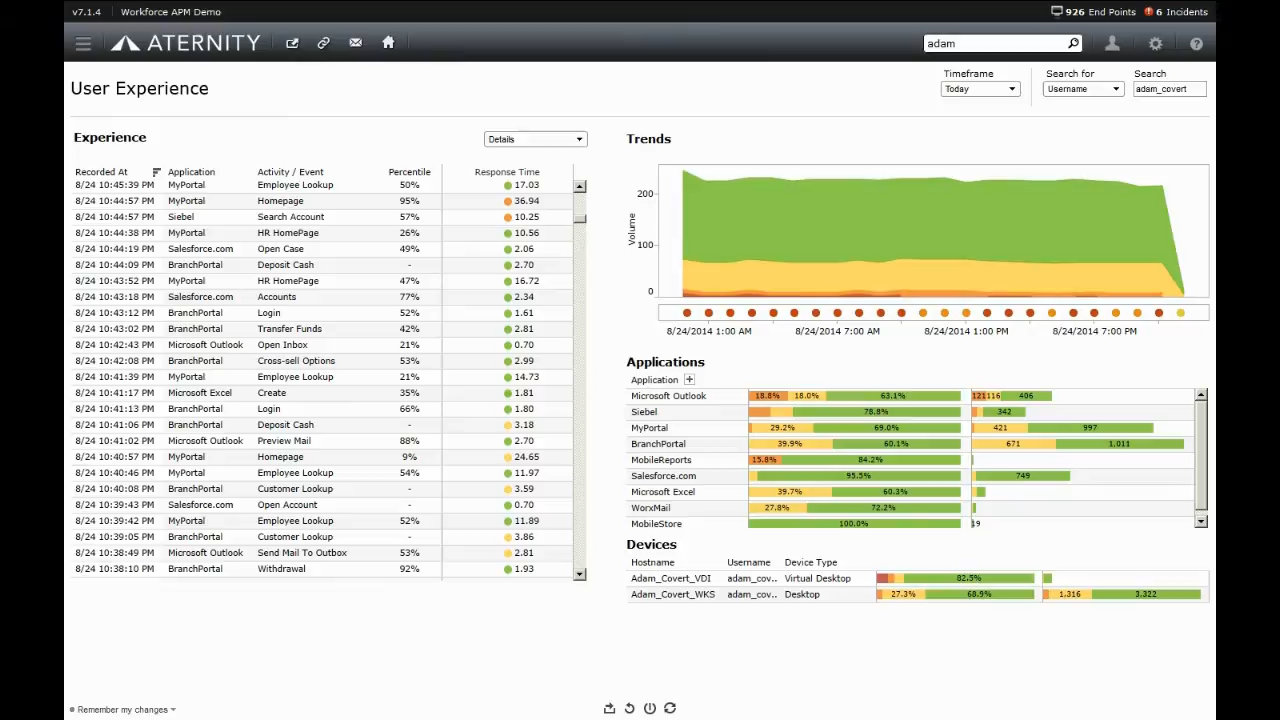 v7.1.4 Workforce APM Demo 926 End Points 6 Incidents
ATERNITY adam
User Experience
Timeframe Search for Search
Today Username adam_covert
Experience Details
Recorded At Application Activity / Event Percentile Response Time
8/24 10:45:39 PM MyPortal Employee Lookup 50% 17.03
8/24 10:44:57 PM MyPortal Homepage 95% 36.94
8/24 10:44:57 PM Siebel Search Account 57% 10.25
8/24 10:44:38 PM MyPortal HR HomePage 26% 10.56
8/24 10:44:19 PM Salesforce.com Open Case 49% 2.06
8/24 10:44:09 PM BranchPortal Deposit Cash - 2.70
8/24 10:43:52 PM MyPortal HR HomePage 47% 16.72
8/24 10:43:18 PM Salesforce.com Accounts 77% 2.34
8/24 10:43:12 PM BranchPortal Login 52% 1.61
8/24 10:43:02 PM BranchPortal Transfer Funds 42% 2.81
8/24 10:42:43 PM Microsoft Outlook Open Inbox 21% 0.70
8/24 10:42:08 PM BranchPortal Cross-sell Options 53% 2.99
8/24 10:41:39 PM MyPortal Employee Lookup 21% 14.73
8/24 10:41:17 PM Microsoft Excel Create 35% 1.81
8/24 10:41:13 PM BranchPortal Login 66% 1.80
8/24 10:41:06 PM BranchPortal Deposit Cash - 3.18
8/24 10:41:02 PM Microsoft Outlook Preview Mail 88% 2.70
8/24 10:40:57 PM MyPortal Homepage 9% 24.65
8/24 10:40:46 PM MyPortal Employee Lookup 54% 11.97
8/24 10:40:08 PM BranchPortal Customer Lookup - 3.59
8/24 10:39:43 PM Salesforce.com Open Account - 0.70
8/24 10:39:42 PM MyPortal Employee Lookup 52% 11.89
8/24 10:39:05 PM BranchPortal Customer Lookup - 3.86
8/24 10:38:49 PM Microsoft Outlook Send Mail To Outbox 53% 2.81
8/24 10:38:10 PM BranchPortal Withdrawal 92% 1.93
Trends
Volume
200
100
0
8/24/2014 1:00 AM 8/24/2014 7:00 AM 8/24/2014 1:00 PM 8/24/2014 7:00 PM
Applications
Application +
Microsoft Outlook 18.8% 18.0% 63.1% 121 116 406
Siebel 78.8% 342
MyPortal 29.2% 69.0% 421 997
BranchPortal 39.9% 60.1% 671 1,011
MobileReports 15.8% 84.2%
Salesforce.com 95.5% 749
Microsoft Excel 39.7% 60.3%
WorxMail 27.8% 72.2%
MobileStore 100.0% 19
Devices
Hostname Username Device Type
Adam_Covert_VDI adam_cov.. Virtual Desktop 82.5%
Adam_Covert_WKS adam_cov.. Desktop 27.3% 68.9% 1,316 3,322
Remember my changes